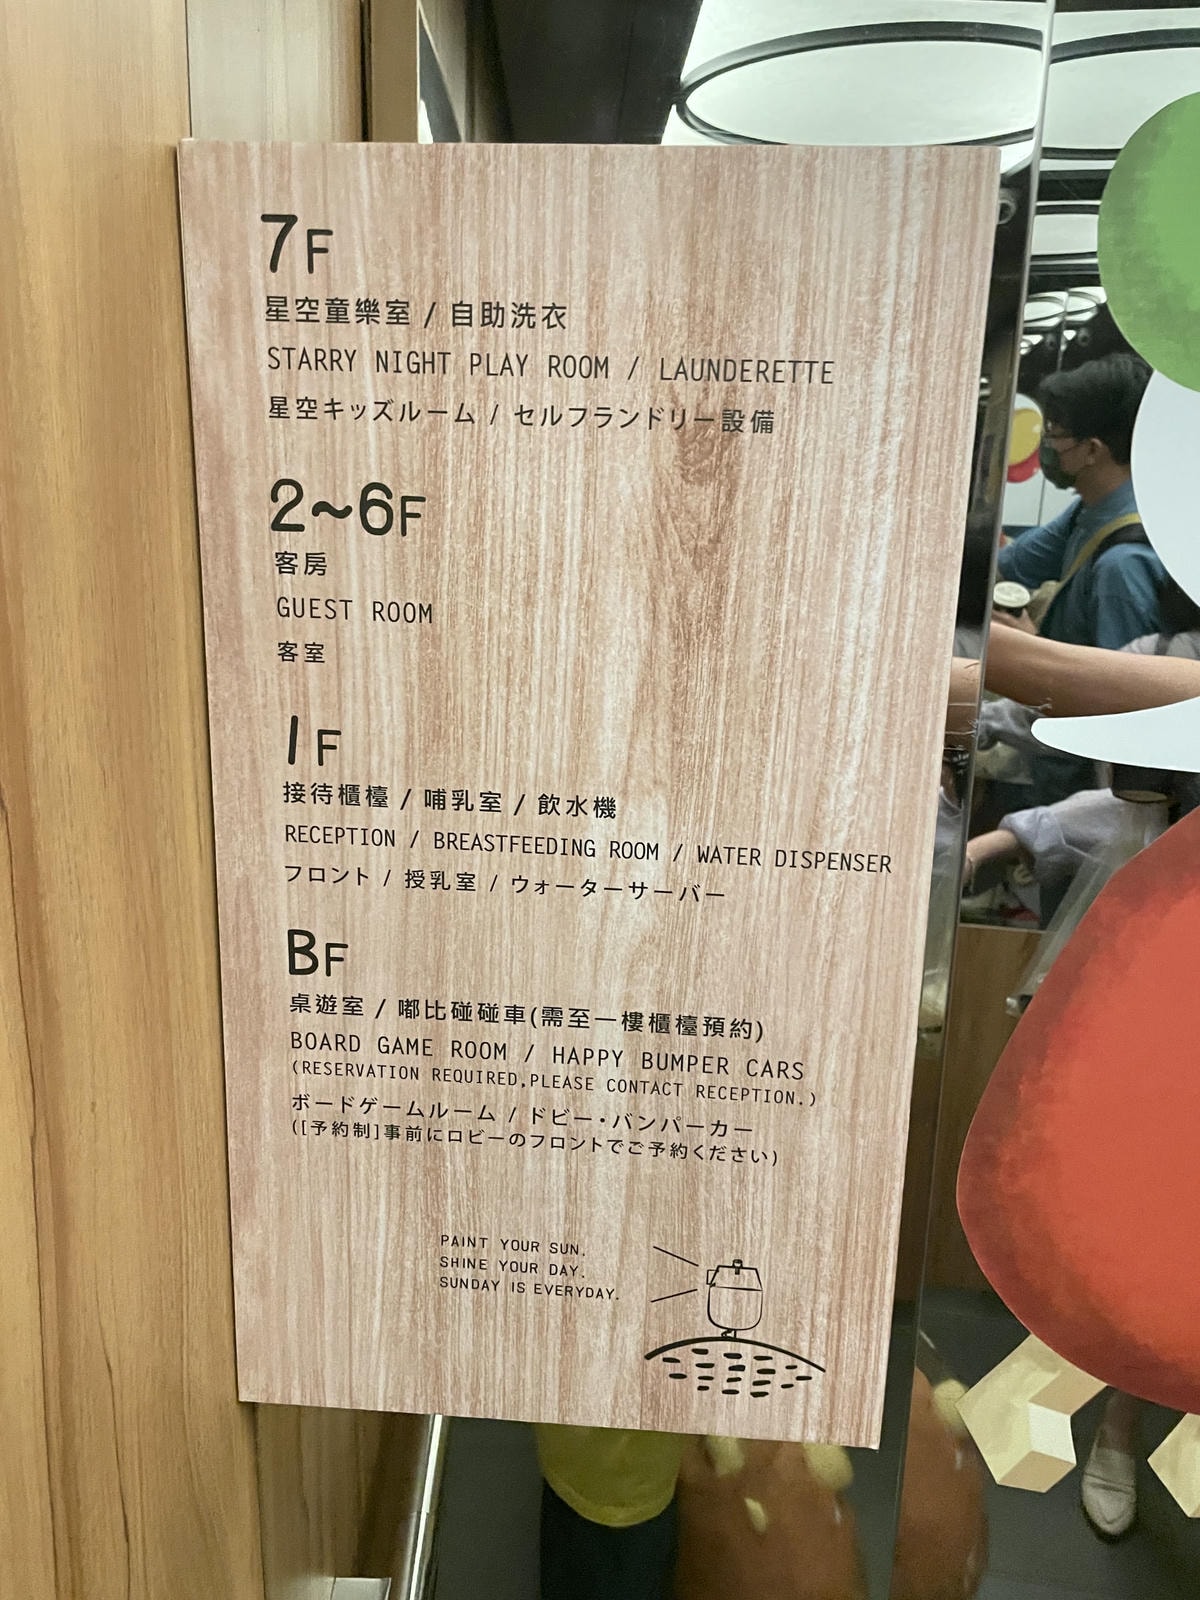 7F
星空童樂室 / 自助洗衣
STARRY NIGHT PLAY ROOM / LAUNDERETTE
星空キッズルーム / セルフランドリー設備
2~6F
客房
GUEST ROOM
客室
1F
接待櫃檯 / 哺乳室 / 飲水機
RECEPTION / BREASTFEEDING ROOM / WATER DISPENSER
フロント / 授乳室 / ウォーターサーバー
BF
桌遊室 / 嘟比碰碰車(需至一樓櫃檯預約)
BOARD GAME ROOM / HAPPY BUMPER CARS
(RESERVATION REQUIRED,PLEASE CONTACT RECEPTION.)
ボードゲームルーム / ドビー・バンパーカー
([予約制]事前にロビーのフロントでご予約ください)
PAINT YOUR SUN.
SHINE YOUR DAY.
SUNDAY IS EVERYDAY.